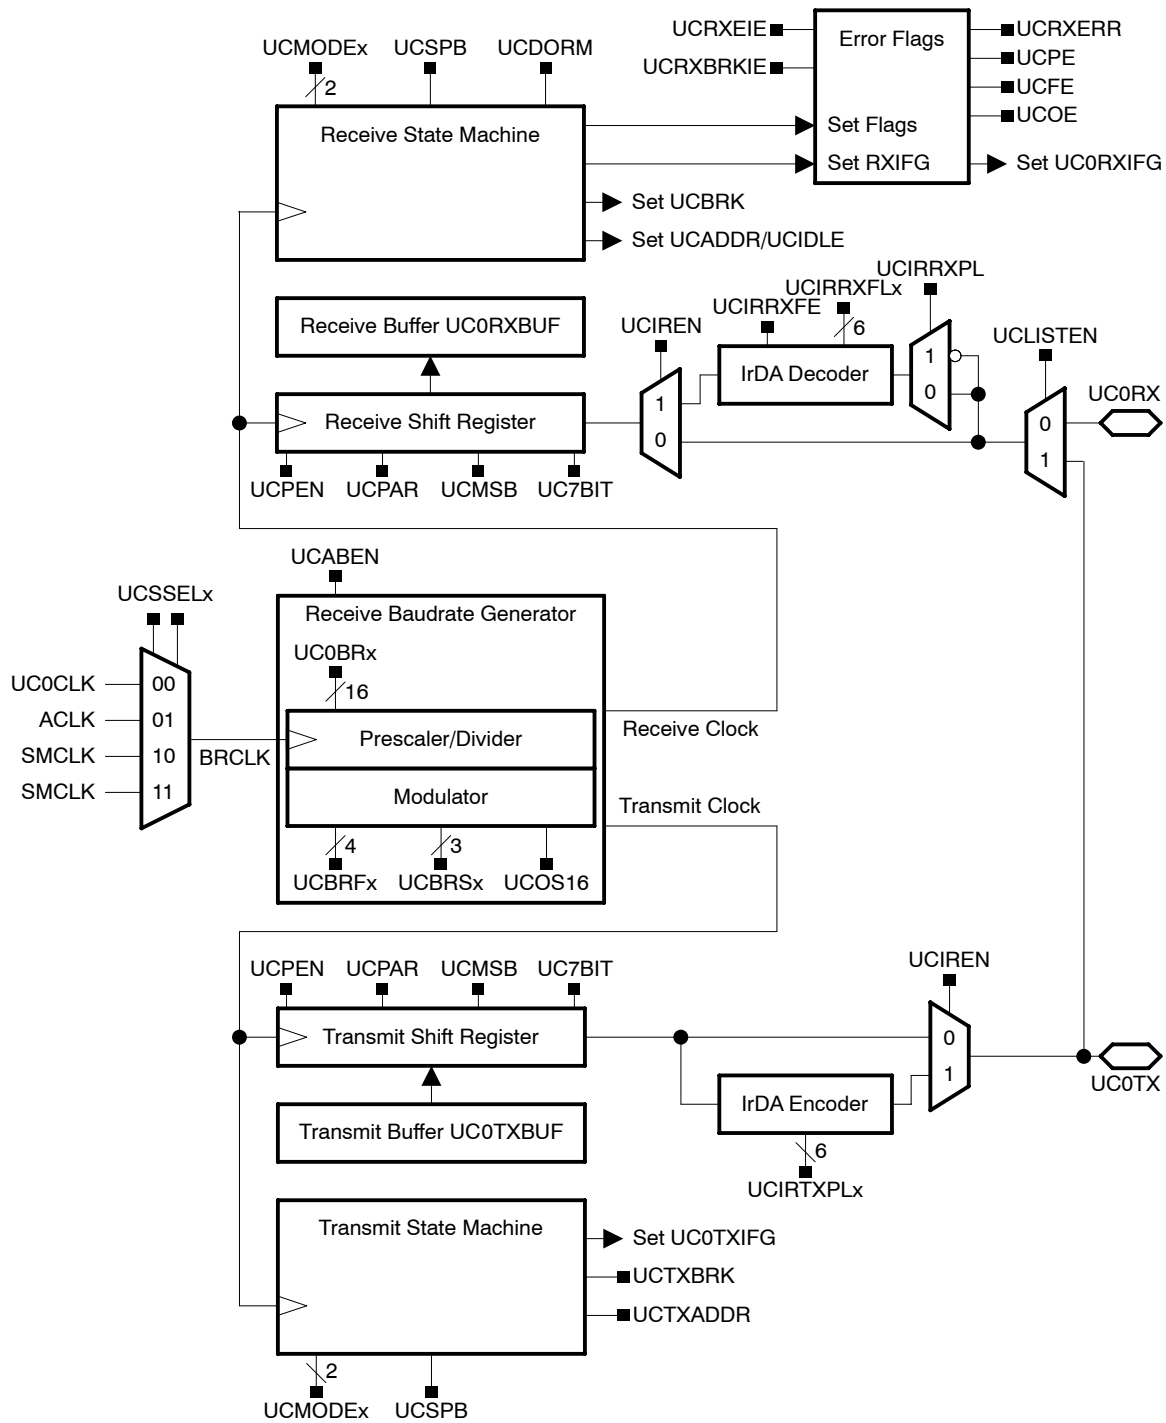 UCMODEx
UCSPB
UCDORM
2
Receive State Machine
UCRXEIE
UCRXBRKIE
Error Flags
Set Flags
Set RXIFG
UCRXERR
UCPE
UCFE
UCOE
Set UC0RXIFG
Set UCBRK
Set UCADDR/UCIDLE
Receive Buffer UC0RXBUF
Receive Shift Register
UCPEN
UCPAR
UCMSB
UC7BIT
UCIREN
1
0
UCIRRXFE
UCIRRXFLx
6
IrDA Decoder
UCIRRXPL
1
0
UCLISTEN
0
1
UC0RX
UCABEN
Receive Baudrate Generator
UCSSELx
UC0CLK
ACLK
SMCLK
SMCLK
00
01
10
11
BRCLK
UC0BRx
16
Prescaler/Divider
Modulator
4
3
UCBRFx
UCBRSx
UCOS16
Receive Clock
Transmit Clock
UCPEN
UCPAR
UCMSB
UC7BIT
Transmit Shift Register
Transmit Buffer UC0TXBUF
UCIREN
0
1
IrDA Encoder
6
UCIRTXPLx
UC0TX
Transmit State Machine
Set UC0TXIFG
UCTXBRK
UCTXADDR
2
UCMODEx
UCSPB